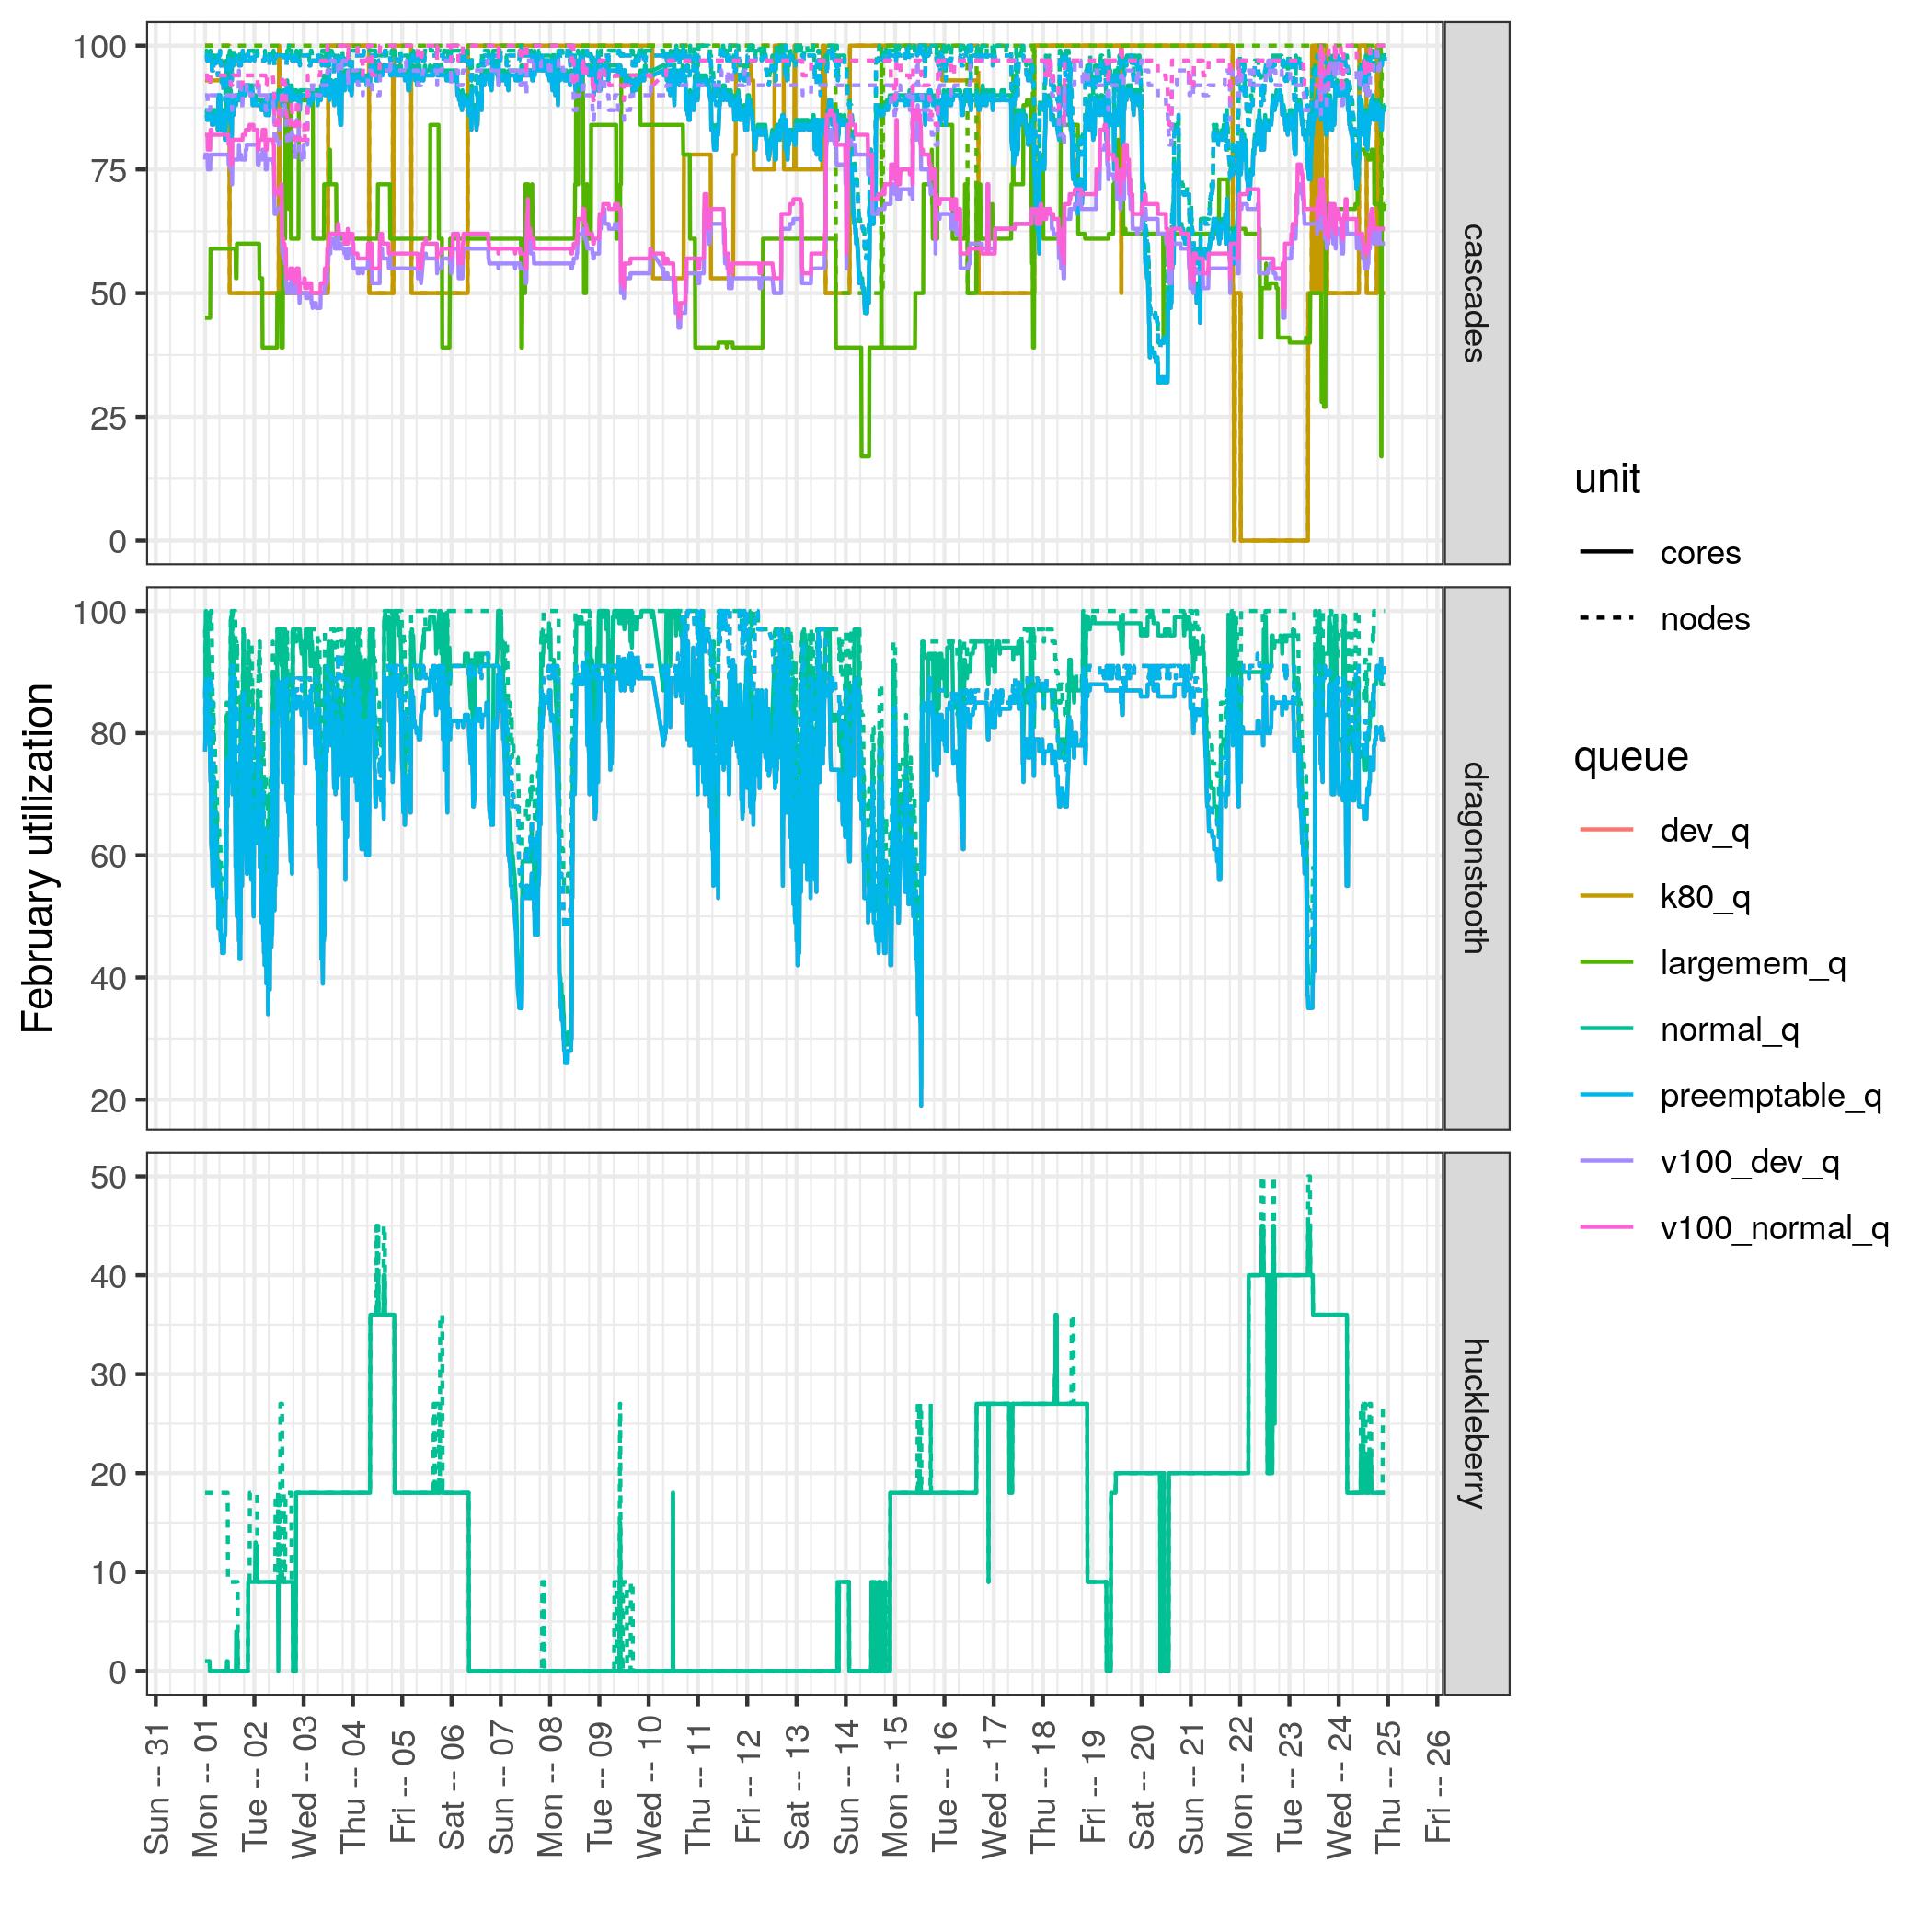 February utilization
100
75
50
25
0
cascades
100
80
60
40
20
dragonstooth
50
40
30
20
10
0
huckleberry
Sun -- 31
Mon -- 01
Tue -- 02
Wed -- 03
Thu -- 04
Fri -- 05
Sat -- 06
Sun -- 07
Mon -- 08
Tue -- 09
Wed -- 10
Thu -- 11
Fri -- 12
Sat -- 13
Sun -- 14
Mon -- 15
Tue -- 16
Wed -- 17
Thu -- 18
Fri -- 19
Sat -- 20
Sun -- 21
Mon -- 22
Tue -- 23
Wed -- 24
Thu -- 25
Fri -- 26
unit
cores
nodes
queue
dev_q
k80_q
largemem_q
normal_q
preemptable_q
v100_dev_q
v100_normal_q